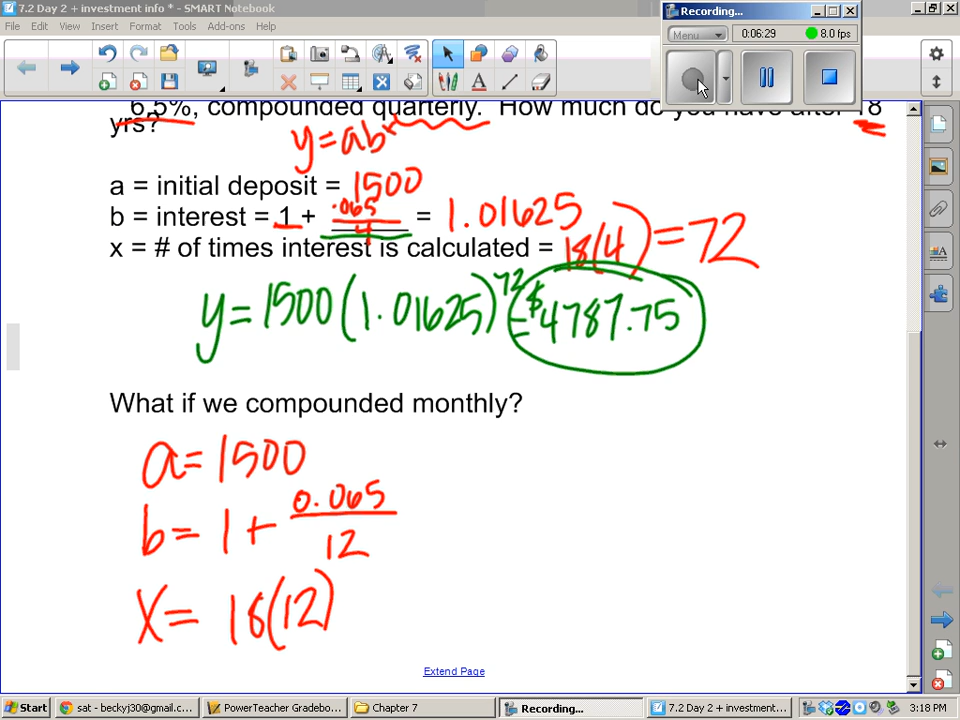 7.2 Day 2 + investment info * - SMART Notebook
File Edit View Insert Format Tools Add-ons Help
Recording...
Menu 0:06:29 8.0 fps
6.5%, compounded quarterly. How much do you have after 18
yrs?
y=ab^x
a = initial deposit = 1500
b = interest = 1 + .065/4 = 1.01625
x = # of times interest is calculated = 18(4) = 72
y = 1500(1.01625)^72 = $4787.75
What if we compounded monthly?
a = 1500
b = 1 + 0.065/12
x = 18(12)
Extend Page
Start sat - beckyj30@gmail.c... PowerTeacher Gradebo... Chapter 7 Recording... 7.2 Day 2 + investment... 3:18 PM